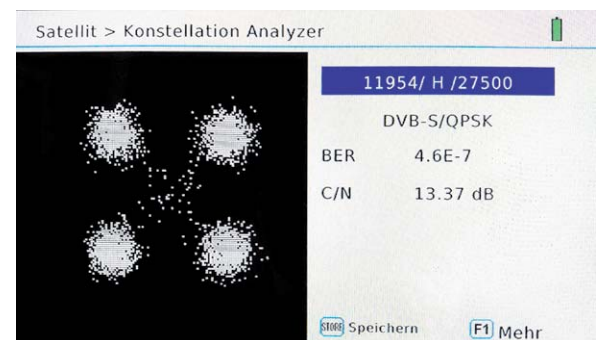 Satellit > Konstellation Analyzer
11954/ H /27500
DVB-S/QPSK
BER 4.6E-7
C/N 13.37 dB
STORE Speichern F1 Mehr